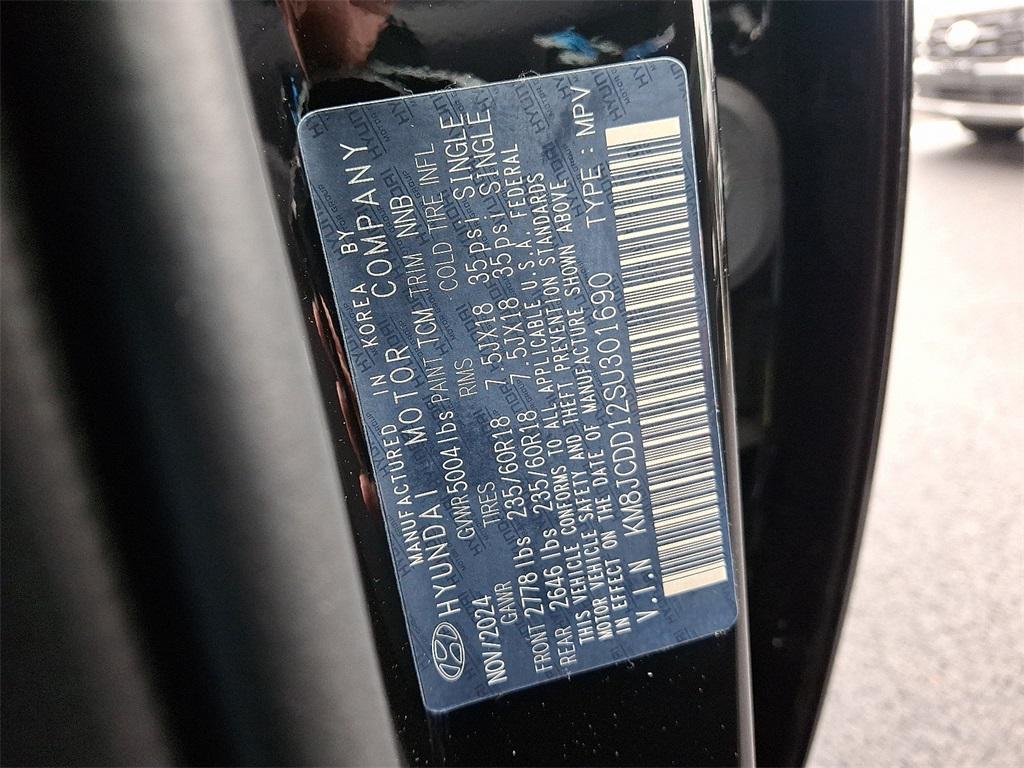 MANUFACTURED IN KOREA BY
HYUNDAI MOTOR COMPANY
NOV/2024 GVWR 5004 lbs PANT JCM TRIM NNB
GAWR TIRES RIMS COLD TIRE INFL
FRONT 2778 lbs 235/60R18 7.5JX18 35psi/SINGLE
REAR 2646 lbs 235/60R18 7.5JX18 35psi/SINGLE
THIS VEHICLE CONFORMS TO ALL APPLICABLE U.S.A. FEDERAL
MOTOR VEHICLE SAFETY AND THEFT PREVENTION STANDARDS
IN EFFECT ON THE DATE OF MANUFACTURE SHOWN ABOVE
V.I.N KM8JCDD12SU301690 TYPE : MPV